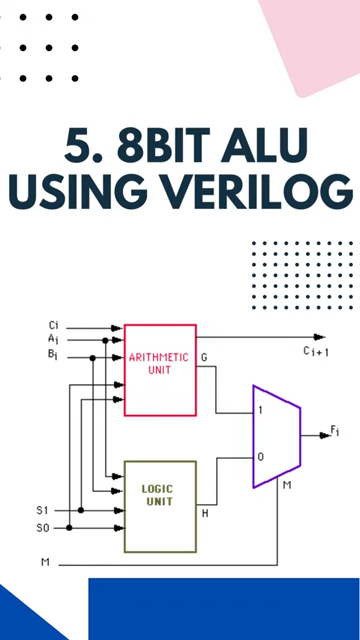 5. 8BIT ALU
USING VERILOG
Ci
Ai
Bi
ARITHMETIC
UNIT
G
Ci+1
1
Fi
0
M
LOGIC
UNIT
H
S1
S0
M